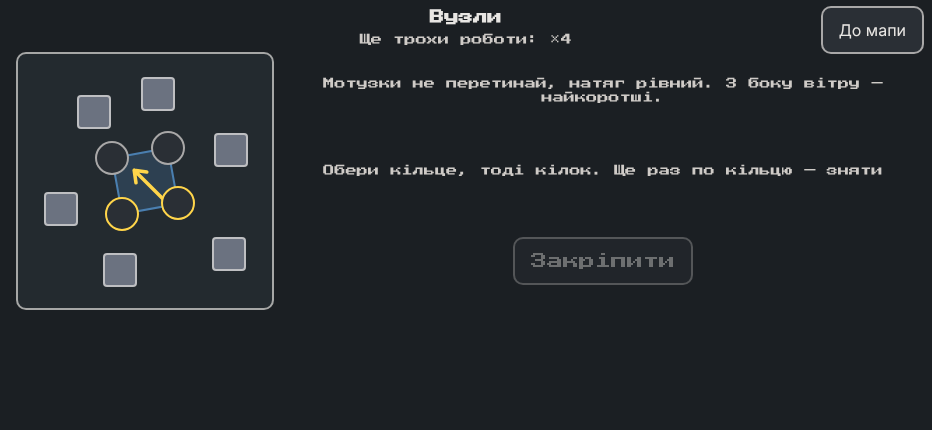 Вузли
Ще трохи роботи: ×4
До мапи
Мотузки не перетинай, натяг рівний. З боку вітру —
найкоротші.
Обери кільце, тоді кілок. Ще раз по кільцю — зняти
Закріпити